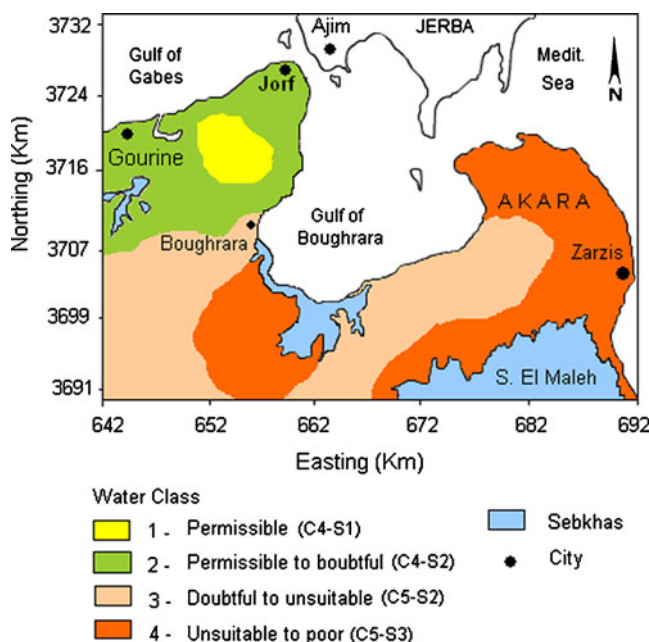 3732
3724
3716
3707
3699
3691
Northing (Km)
Ajim
JERBA
Gulf of
Gabes
Medit.
Sea
Jorf
N
Gourine
AKARA
Gulf of
Boughrara
Boughrara
Zarzis
S. El Maleh
642
652
662
672
682
692
Easting (Km)
Water Class
1 - Permissible (C4-S1)
2 - Permissible to boubtful (C4-S2)
3 - Doubtful to unsuitable (C5-S2)
4 - Unsuitable to poor (C5-S3)
Sebkhas
City